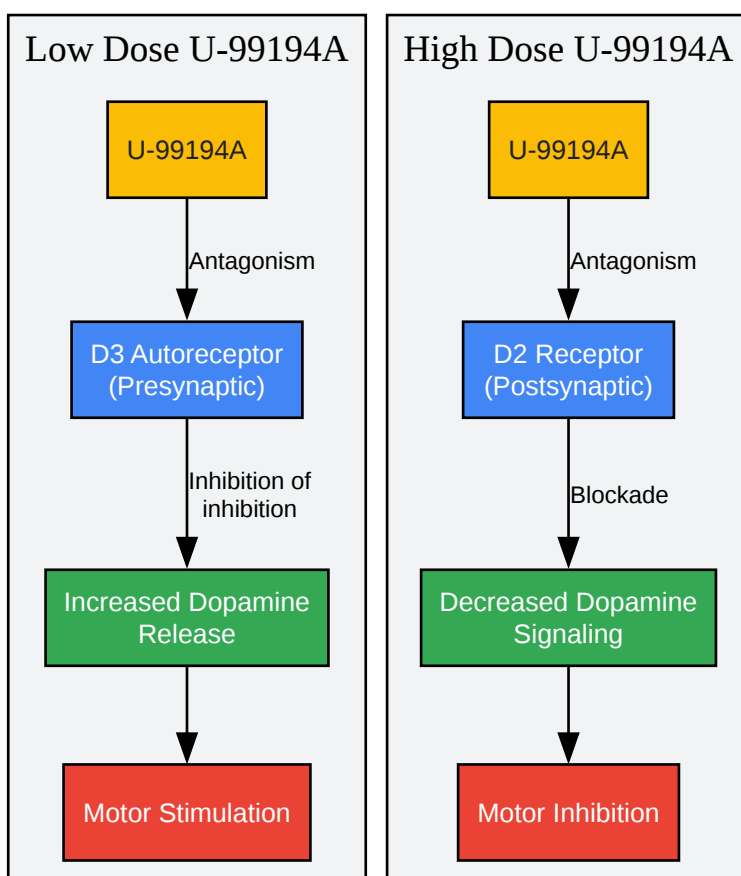 Low Dose U-99194A
U-99194A
Antagonism
D3 Autoreceptor
(Presynaptic)
Inhibition of
inhibition
Increased Dopamine
Release
Motor Stimulation
High Dose U-99194A
U-99194A
Antagonism
D2 Receptor
(Postsynaptic)
Blockade
Decreased Dopamine
Signaling
Motor Inhibition